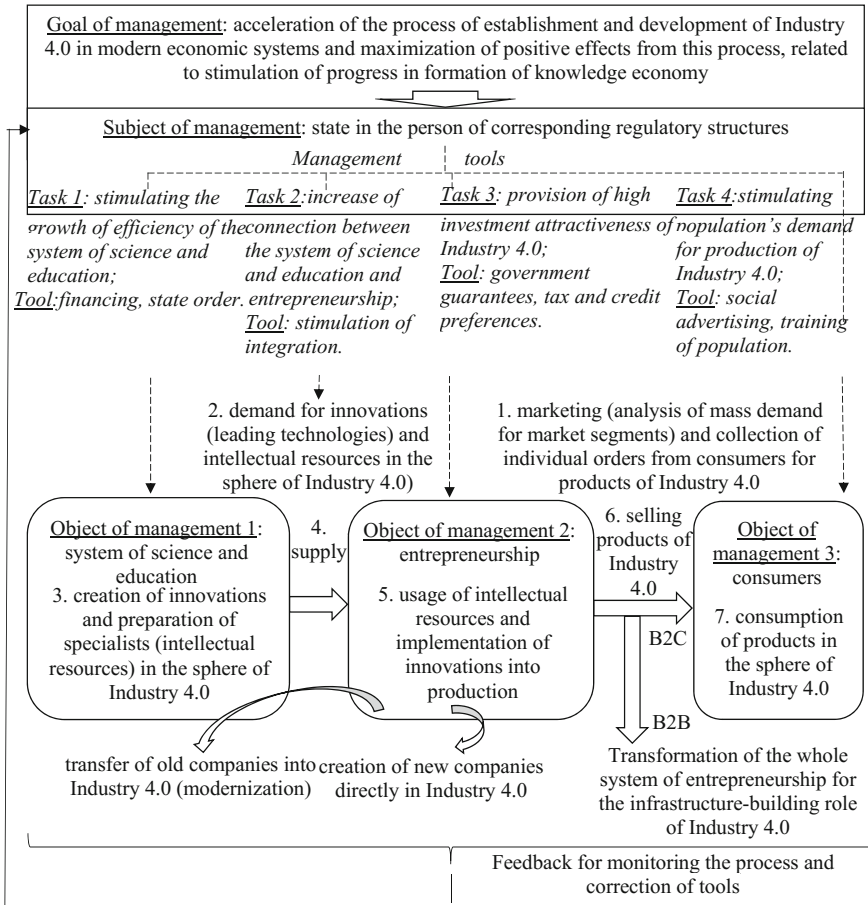 Goal of management: acceleration of the process of establishment and development of Industry
4.0 in modern economic systems and maximization of positive effects from this process, related
to stimulation of progress in formation of knowledge economy
Subject of management: state in the person of corresponding regulatory structures
Management tools
Task 1: stimulating the
growth of efficiency of the
system of science and
education;
Tool:financing, state order.
Task 2:increase of
connection between
the system of science
and education and
entrepreneurship;
Tool: stimulation of
integration.
Task 3: provision of high
investment attractiveness of
Industry 4.0;
Tool: government
guarantees, tax and credit
preferences.
Task 4:stimulating
population's demand
for production of
Industry 4.0;
Tool: social
advertising, training
of population.
2. demand for innovations
(leading technologies) and
intellectual resources in the
sphere of Industry 4.0)
1. marketing (analysis of mass demand
for market segments) and collection of
individual orders from consumers for
products of Industry 4.0
Object of management 1:
system of science and
education
3. creation of innovations
and preparation of
specialists (intellectual
resources) in the sphere of
Industry 4.0
4.
supply
Object of management 2:
entrepreneurship
5. usage of intellectual
resources and
implementation of
innovations into
production
6. selling
products of
Industry
4.0
B2C
B2B
Object of
management 3:
consumers
7. consumption
of products in
the sphere of
Industry 4.0
transfer of old companies into
Industry 4.0 (modernization)
creation of new companies
directly in Industry 4.0
Transformation of the whole
system of entrepreneurship for
the infrastructure-building role
of Industry 4.0
Feedback for monitoring the process and
correction of tools